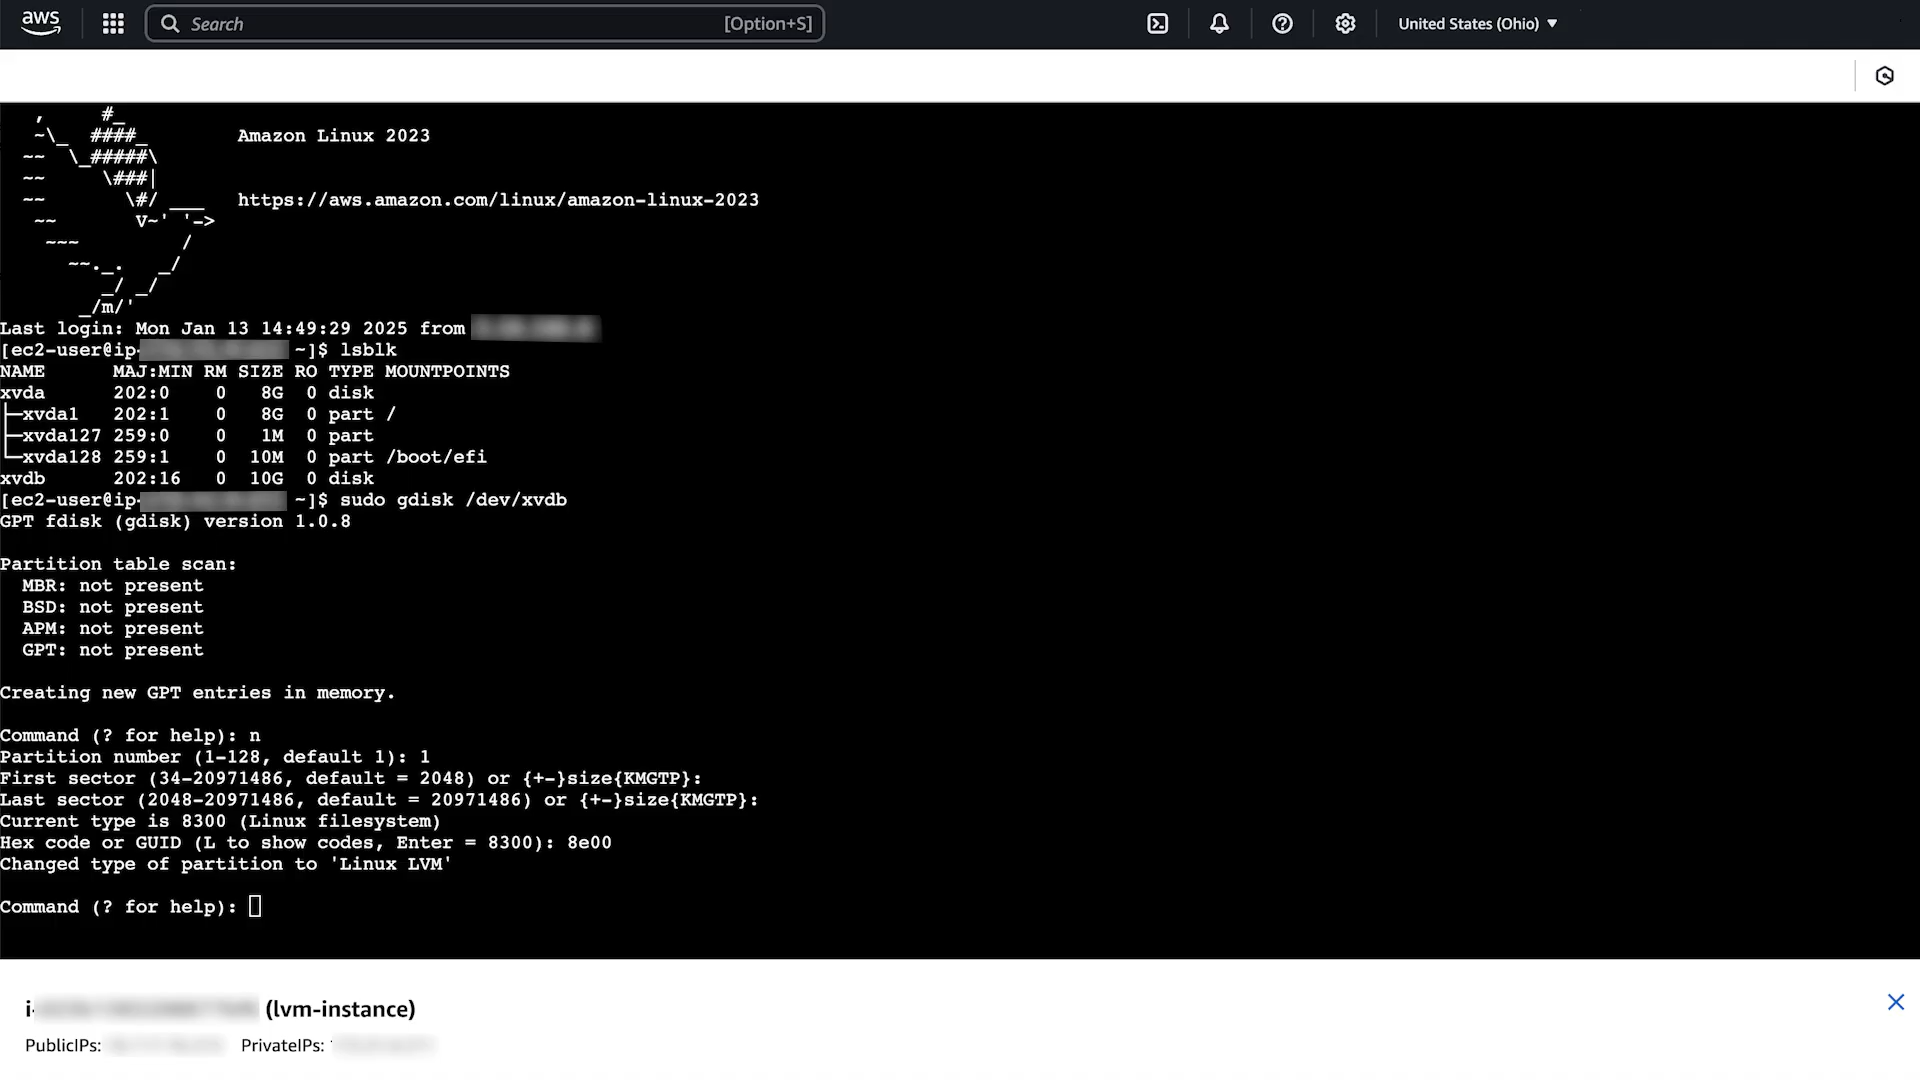 aws
Search [Option+S]
United States (Ohio)
   ,     #_
   ~\_  ####_        Amazon Linux 2023
  ~~  \_#####\
  ~~     \###|
  ~~       \#/ ___   https://aws.amazon.com/linux/amazon-linux-2023
   ~~       V~' '->
    ~~~         /
      ~~._.   _/
         _/ _/
       _/m/'
Last login: Mon Jan 13 14:49:29 2025 from
[ec2-user@ip- ~]$ lsblk
NAME      MAJ:MIN RM SIZE RO TYPE MOUNTPOINTS
xvda      202:0    0   8G  0 disk
├─xvda1   202:1    0   8G  0 part /
├─xvda127 259:0    0   1M  0 part
└─xvda128 259:1    0  10M  0 part /boot/efi
xvdb      202:16   0  10G  0 disk
[ec2-user@ip- ~]$ sudo gdisk /dev/xvdb
GPT fdisk (gdisk) version 1.0.8
Partition table scan:
  MBR: not present
  BSD: not present
  APM: not present
  GPT: not present
Creating new GPT entries in memory.
Command (? for help): n
Partition number (1-128, default 1): 1
First sector (34-20971486, default = 2048) or {+-}size{KMGTP}:
Last sector (2048-20971486, default = 20971486) or {+-}size{KMGTP}:
Current type is 8300 (Linux filesystem)
Hex code or GUID (L to show codes, Enter = 8300): 8e00
Changed type of partition to 'Linux LVM'
Command (? for help):
i- (lvm-instance)
PublicIPs: PrivateIPs: